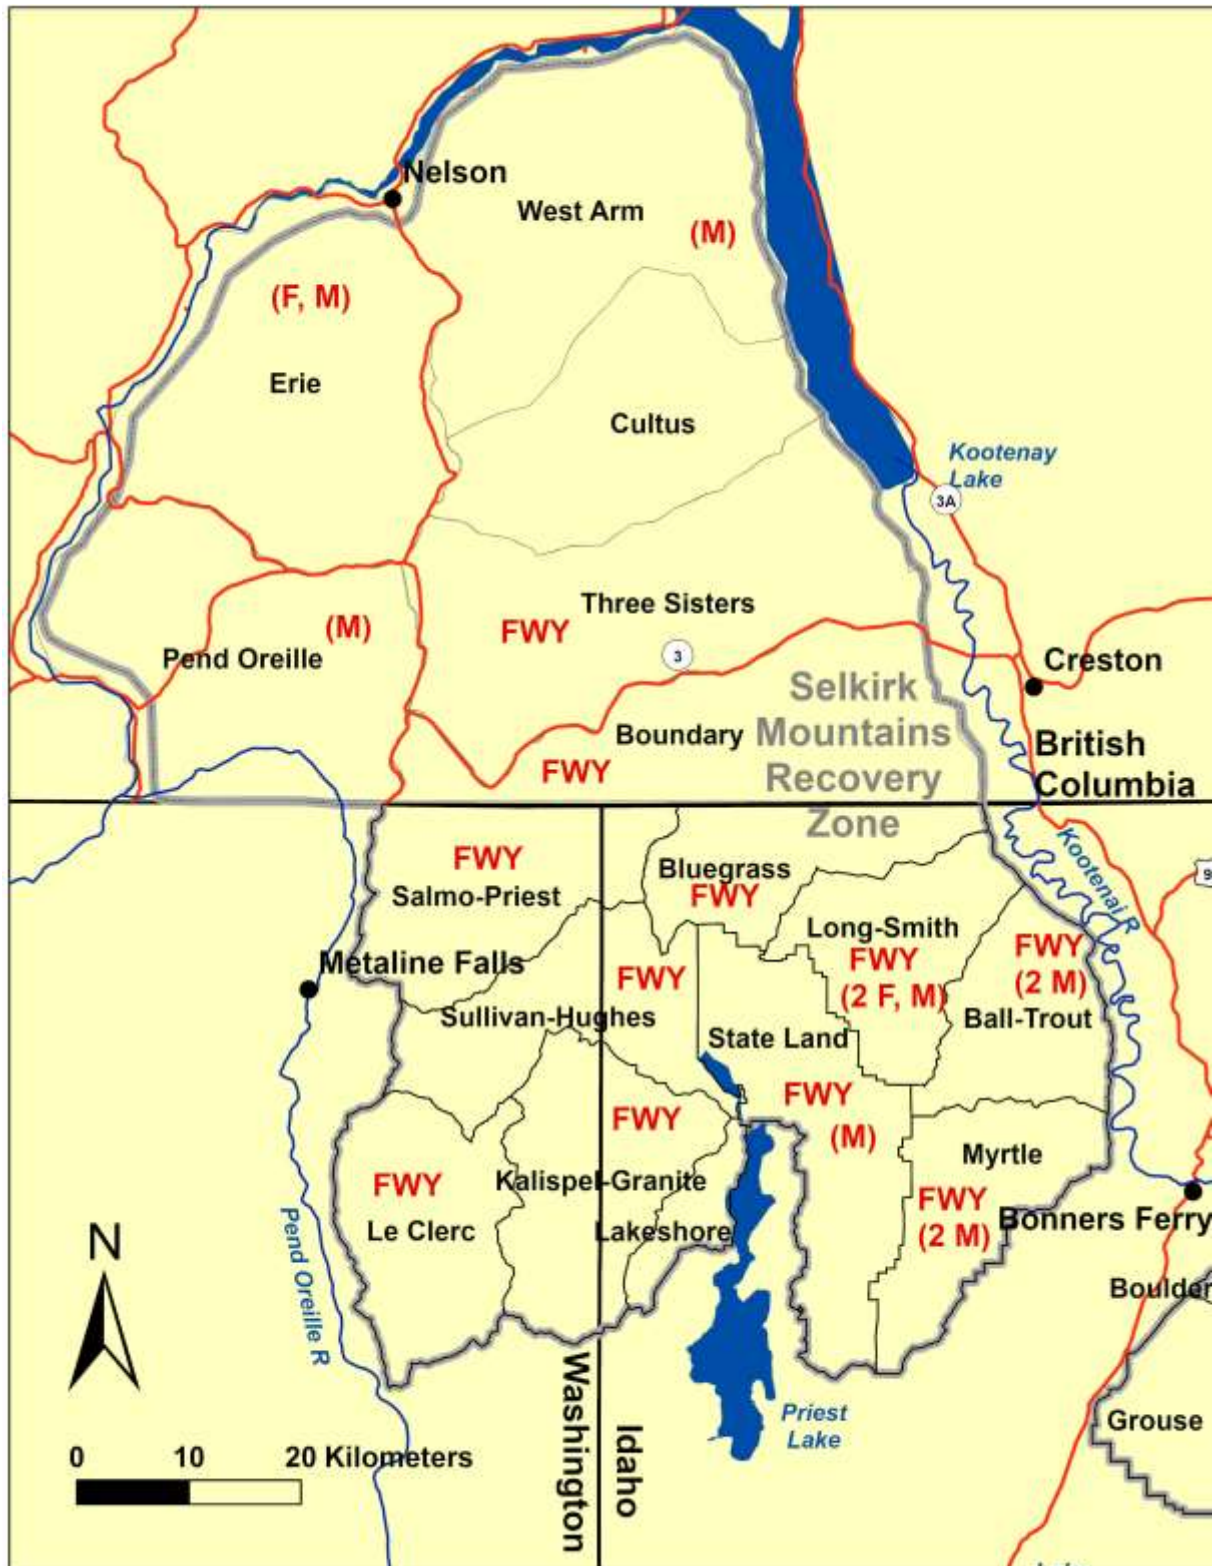 Nelson
West Arm
(M)
(F, M)
Erie
Cultus
Kootenay
Lake
3A
Three Sisters
(M)
FWY
Pend Oreille
3
Creston
Selkirk
Mountains
Recovery
Zone
Boundary
FWY
British
Columbia
Kootenai R
FWY
Salmo-Priest
Bluegrass
FWY
9
Long-Smith
FWY
(2 F, M)
FWY
(2 M)
Ball-Trout
Metaline Falls
FWY
Sullivan-Hughes
State Land
FWY
(M)
FWY
Kalispel-Granite
Myrtle
FWY
(2 M)
FWY
Le Clerc
Lakeshore
Bonners Ferry
Pend Oreille R
N
Boulder
Washington
Idaho
Priest
Lake
Grouse
0 10 20 Kilometers